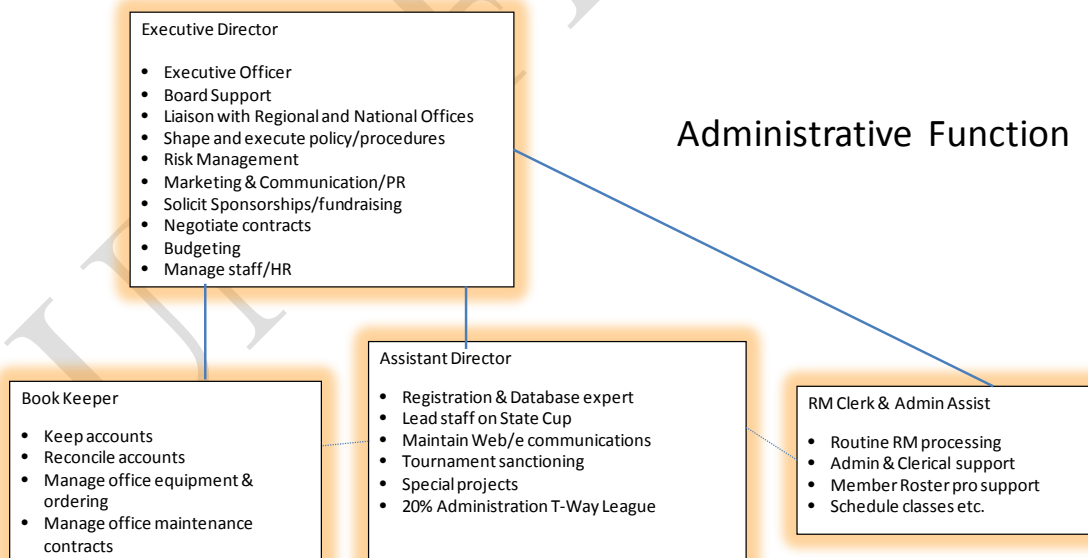 Executive Director
• Executive Officer
• Board Support
• Liaison with Regional and National Offices
• Shape and execute policy/procedures
• Risk Management
• Marketing & Communication/PR
• Solicit Sponsorships/fundraising
• Negotiate contracts
• Budgeting
• Manage staff/HR
Administrative Function
Book Keeper
• Keep accounts
• Reconcile accounts
• Manage office equipment &
ordering
• Manage office maintenance
contracts
Assistant Director
• Registration & Database expert
• Lead staff on State Cup
• Maintain Web/e communications
• Tournament sanctioning
• Special projects
• 20% Administration T-Way League
RM Clerk & Admin Assist
• Routine RM processing
• Admin & Clerical support
• Member Roster pro support
• Schedule classes etc.